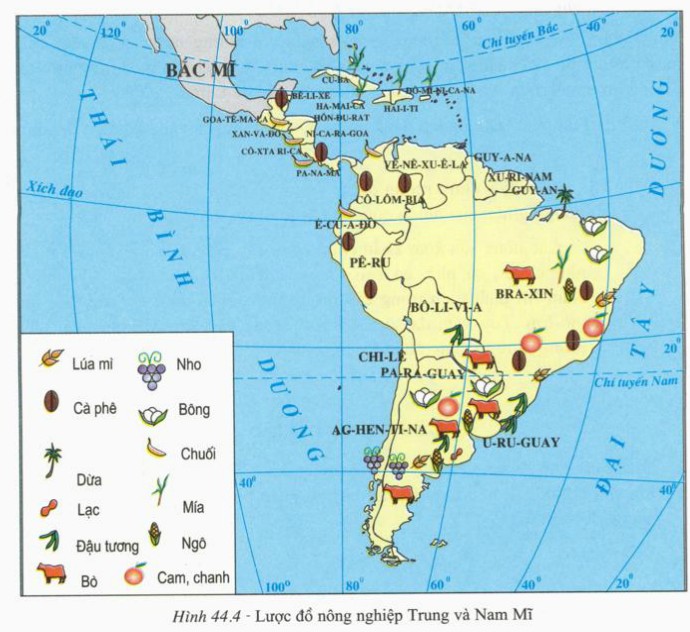 20°
120°
100°
80°
60°
40°
20°
Chí tuyến Bắc
BẮC MĨ
CU-BA
BÊ-LI-XE
HA-MAI-CA
ĐÔ-MI-NI-CA-NA
HAI-I-TI
GOA-TÊ-MA-LA
HÔN-ĐU-RAT
XAN-VA-ĐO
NI-CA-RA-GOA
CÔ-XTA RI-CA
PA-NA-MA
VÊ-NÊ-XU-Ê-LA
GUY-A-NA
XU-RI-NAM
GUY-AN
CÔ-LÔM-BIA
Xích đạo
Ê-CU-A-ĐO
PÊ-RU
BRA-XIN
BÔ-LI-VI-A
CHI-LÊ
PA-RA-GUAY
20°
Chí tuyến Nam
AG-HEN-TI-NA
U-RU-GUAY
THÁI
BÌNH
DƯƠNG
ĐẠI
TÂY
DƯƠNG
40°
40°
100°
80°
60°
40°
20°
Lúa mì
Nho
Cà phê
Bông
Chuối
Dừa
Lạc
Mía
Đậu tương
Ngô
Bò
Cam, chanh
Hình 44.4 - Lược đồ nông nghiệp Trung và Nam Mĩ